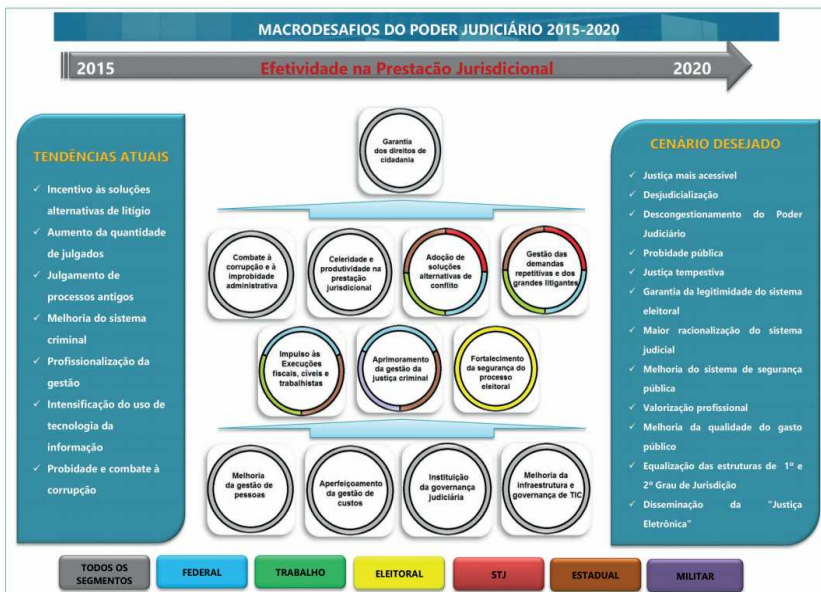 MACRODESAFIOS DO PODER JUDICIÁRIO 2015-2020
2015
Efetividade na Prestacão Jurisdicional
2020
TENDÊNCIAS ATUAIS
✓ Incentivo às soluções
alternativas de litígio
✓ Aumento da quantidade
de julgados
✓ Julgamento de
processos antigos
✓ Melhoria do sistema
criminal
✓ Profissionalização da
gestão
✓ Intensificação do uso de
tecnologia da
informação
✓ Probidade e combate à
corrupção
Garantia
dos direitos de
cidadania
Combate à
corrupção e à
improbidade
administrativa
Celeridade e
produtividade na
prestação
jurisdicional
Adoção de
soluções
alternativas de
conflito
Gestão das
demandas
repetitivas e dos
grandes litigantes
Impulso às
Execuções
fiscais, cíveis e
trabalhistas
Aprimoramento
da gestão da
justiça criminal
Fortalecimento
da segurança do
processo
eleitoral
Melhoria
da gestão de
pessoas
Aperfeiçoamento
da gestão de
custos
Instituição
da governança
judiciária
Melhoria da
infraestrutura e
governança de TIC
CENÁRIO DESEJADO
✓ Justiça mais acessível
✓ Desjudicialização
✓ Descongestionamento do Poder
Judiciário
✓ Probidade pública
✓ Justiça tempestiva
✓ Garantia da legitimidade do sistema
eleitoral
✓ Maior racionalização do sistema
judicial
✓ Melhoria do sistema de segurança
pública
✓ Valorização profissional
✓ Melhoria da qualidade do gasto
público
✓ Equalização das estruturas de 1º e
2º Grau de Jurisdição
✓ Disseminação da "Justiça
Eletrônica"
TODOS OS
SEGMENTOS
FEDERAL
TRABALHO
ELEITORAL
STJ
ESTADUAL
MILITAR